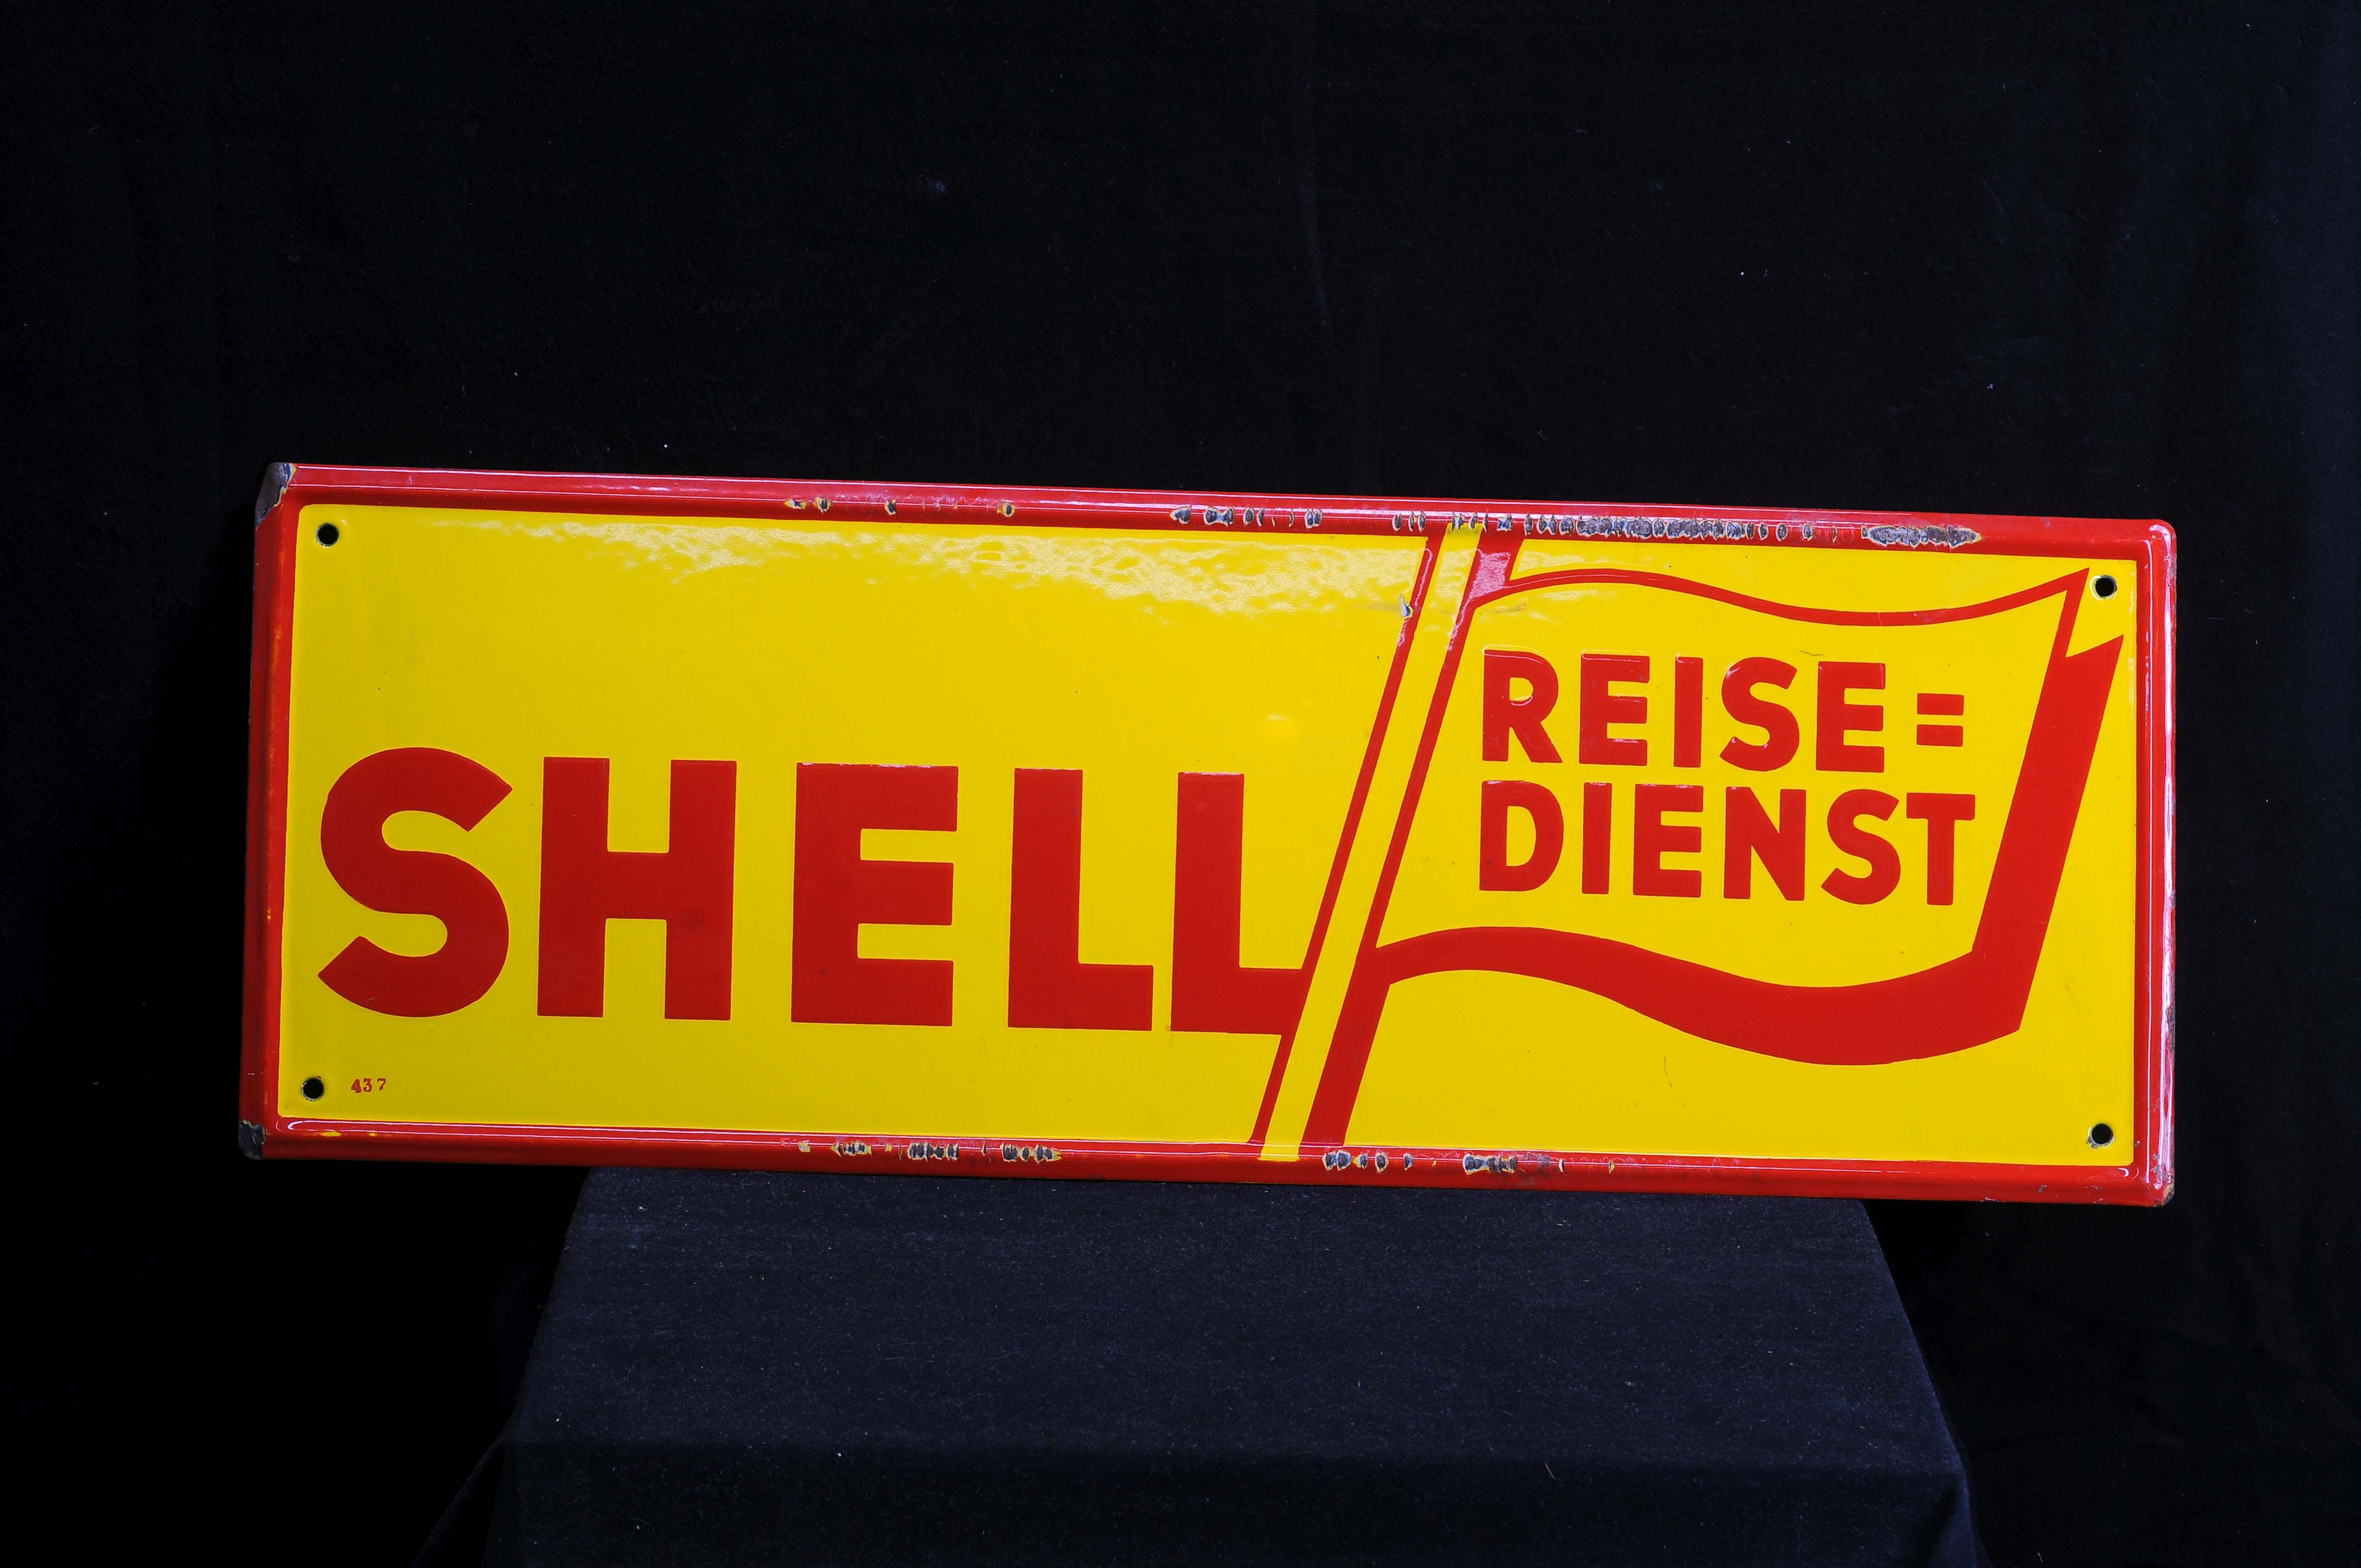 SHELL
REISE=
DIENST
437